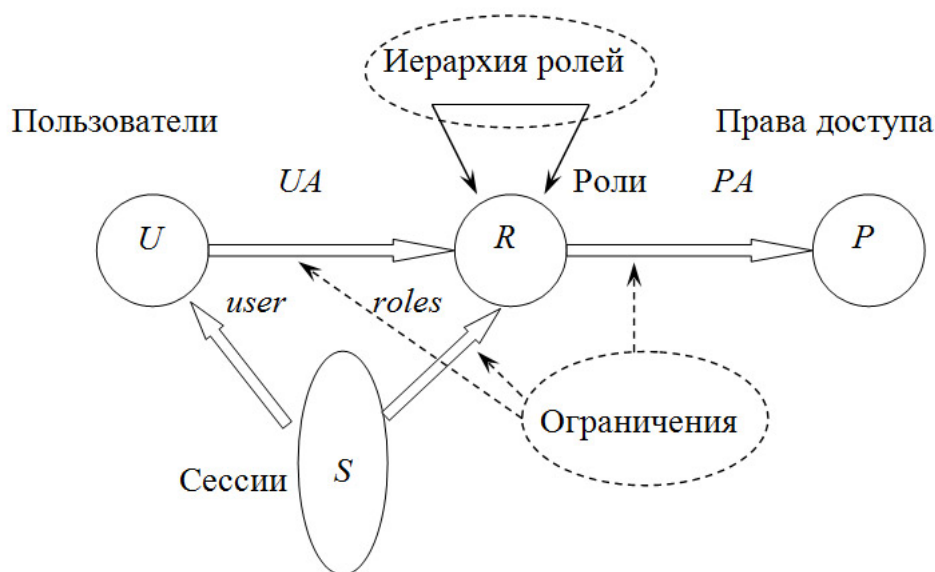 Иерархия ролей
Пользователи
Права доступа
UA
Роли
PA
U
R
P
user
roles
Ограничения
Сессии
S